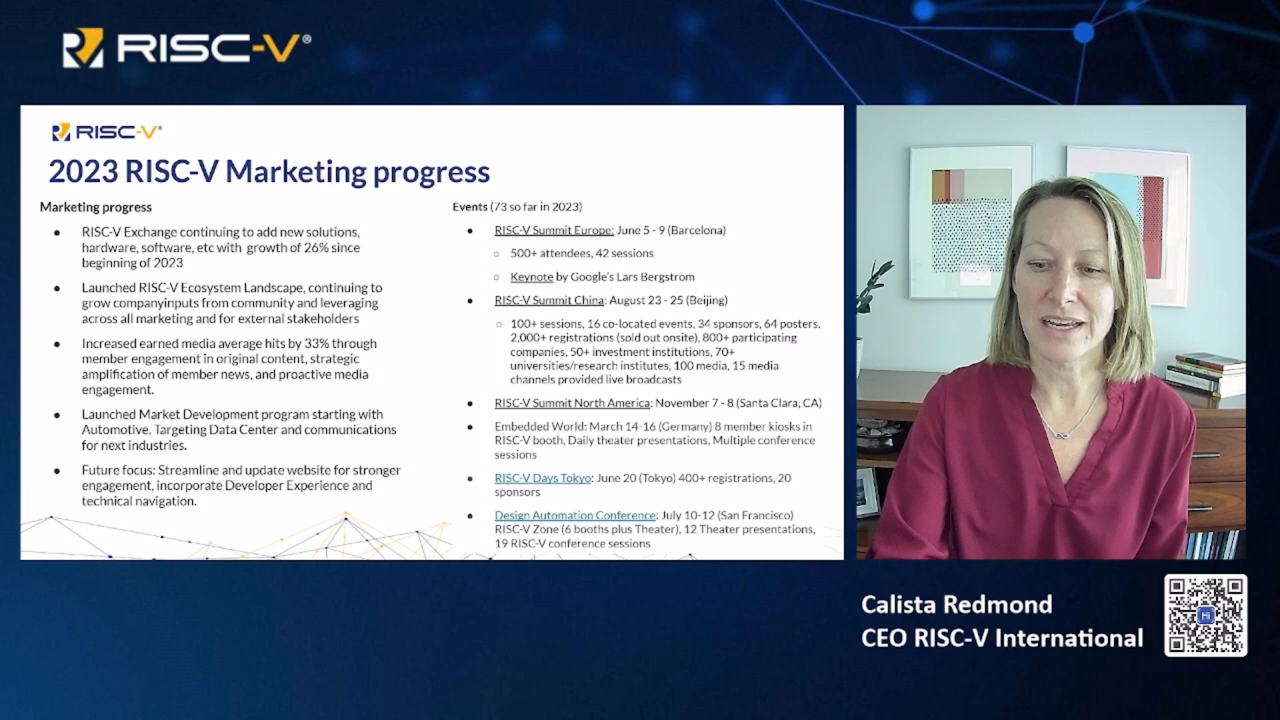 RISC-V®
RISC-V®
2023 RISC-V Marketing progress
Marketing progress
● RISC-V Exchange continuing to add new solutions,
hardware, software, etc with growth of 26% since
beginning of 2023
● Launched RISC-V Ecosystem Landscape, continuing to
grow companyinputs from community and leveraging
across all marketing and for external stakeholders
● Increased earned media average hits by 33% through
member engagement in original content, strategic
amplification of member news, and proactive media
engagement.
● Launched Market Development program starting with
Automotive. Targeting Data Center and communications
for next industries.
● Future focus: Streamline and update website for stronger
engagement, incorporate Developer Experience and
technical navigation.
Events (73 so far in 2023)
● RISC-V Summit Europe: June 5 - 9 (Barcelona)
○ 500+ attendees, 42 sessions
○ Keynote by Google's Lars Bergstrom
● RISC-V Summit China: August 23 - 25 (Beijing)
○ 100+ sessions, 16 co-located events, 34 sponsors, 64 posters.
2,000+ registrations (sold out onsite), 800+ participating
companies, 50+ investment institutions, 70+
universities/research institutes, 100 media, 15 media
channels provided live broadcasts
● RISC-V Summit North America: November 7 - 8 (Santa Clara, CA)
● Embedded World: March 14-16 (Germany) 8 member kiosks in
RISC-V booth, Daily theater presentations, Multiple conference
sessions
● RISC-V Days Tokyo: June 20 (Tokyo) 400+ registrations, 20
sponsors
● Design Automation Conference: July 10-12 (San Francisco)
RISC-V Zone (6 booths plus Theater), 12 Theater presentations,
19 RISC-V conference sessions
Calista Redmond
CEO RISC-V International
Hi